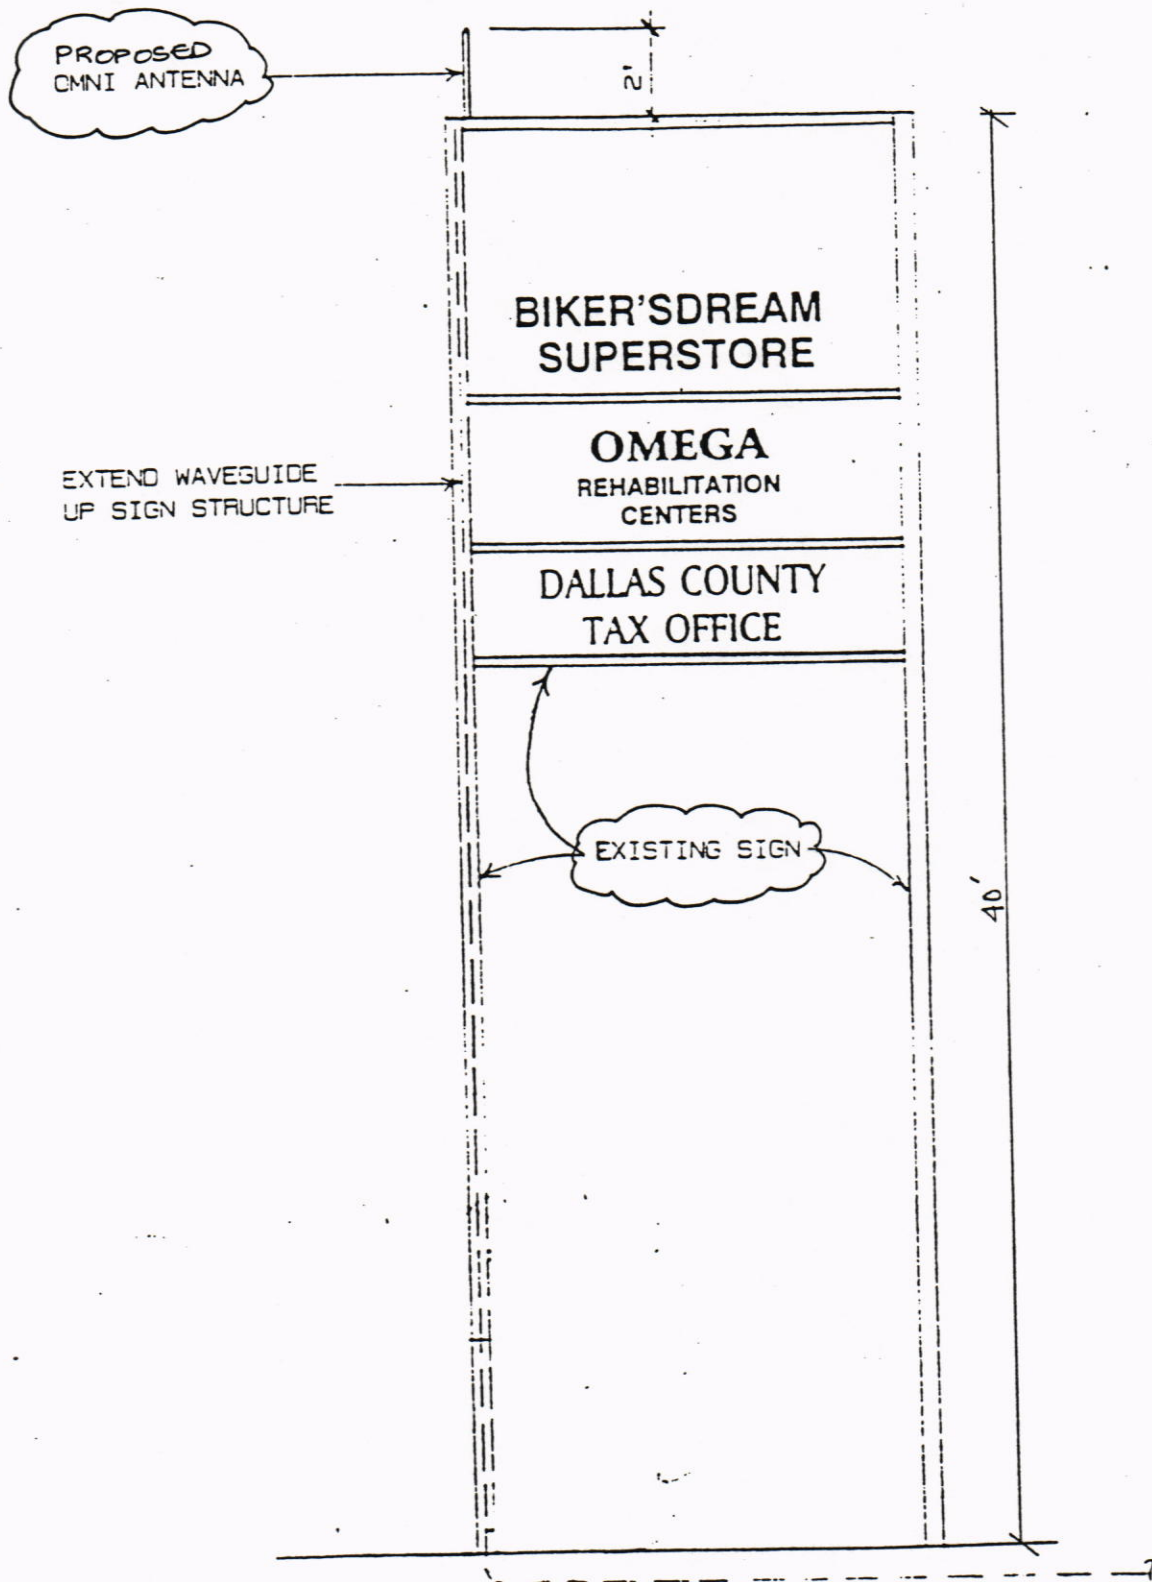 PROPOSED
OMNI ANTENNA
2'
BIKER'SDREAM
SUPERSTORE
OMEGA
REHABILITATION
CENTERS
EXTEND WAVEGUIDE
UP SIGN STRUCTURE
DALLAS COUNTY
TAX OFFICE
EXISTING SIGN
40'